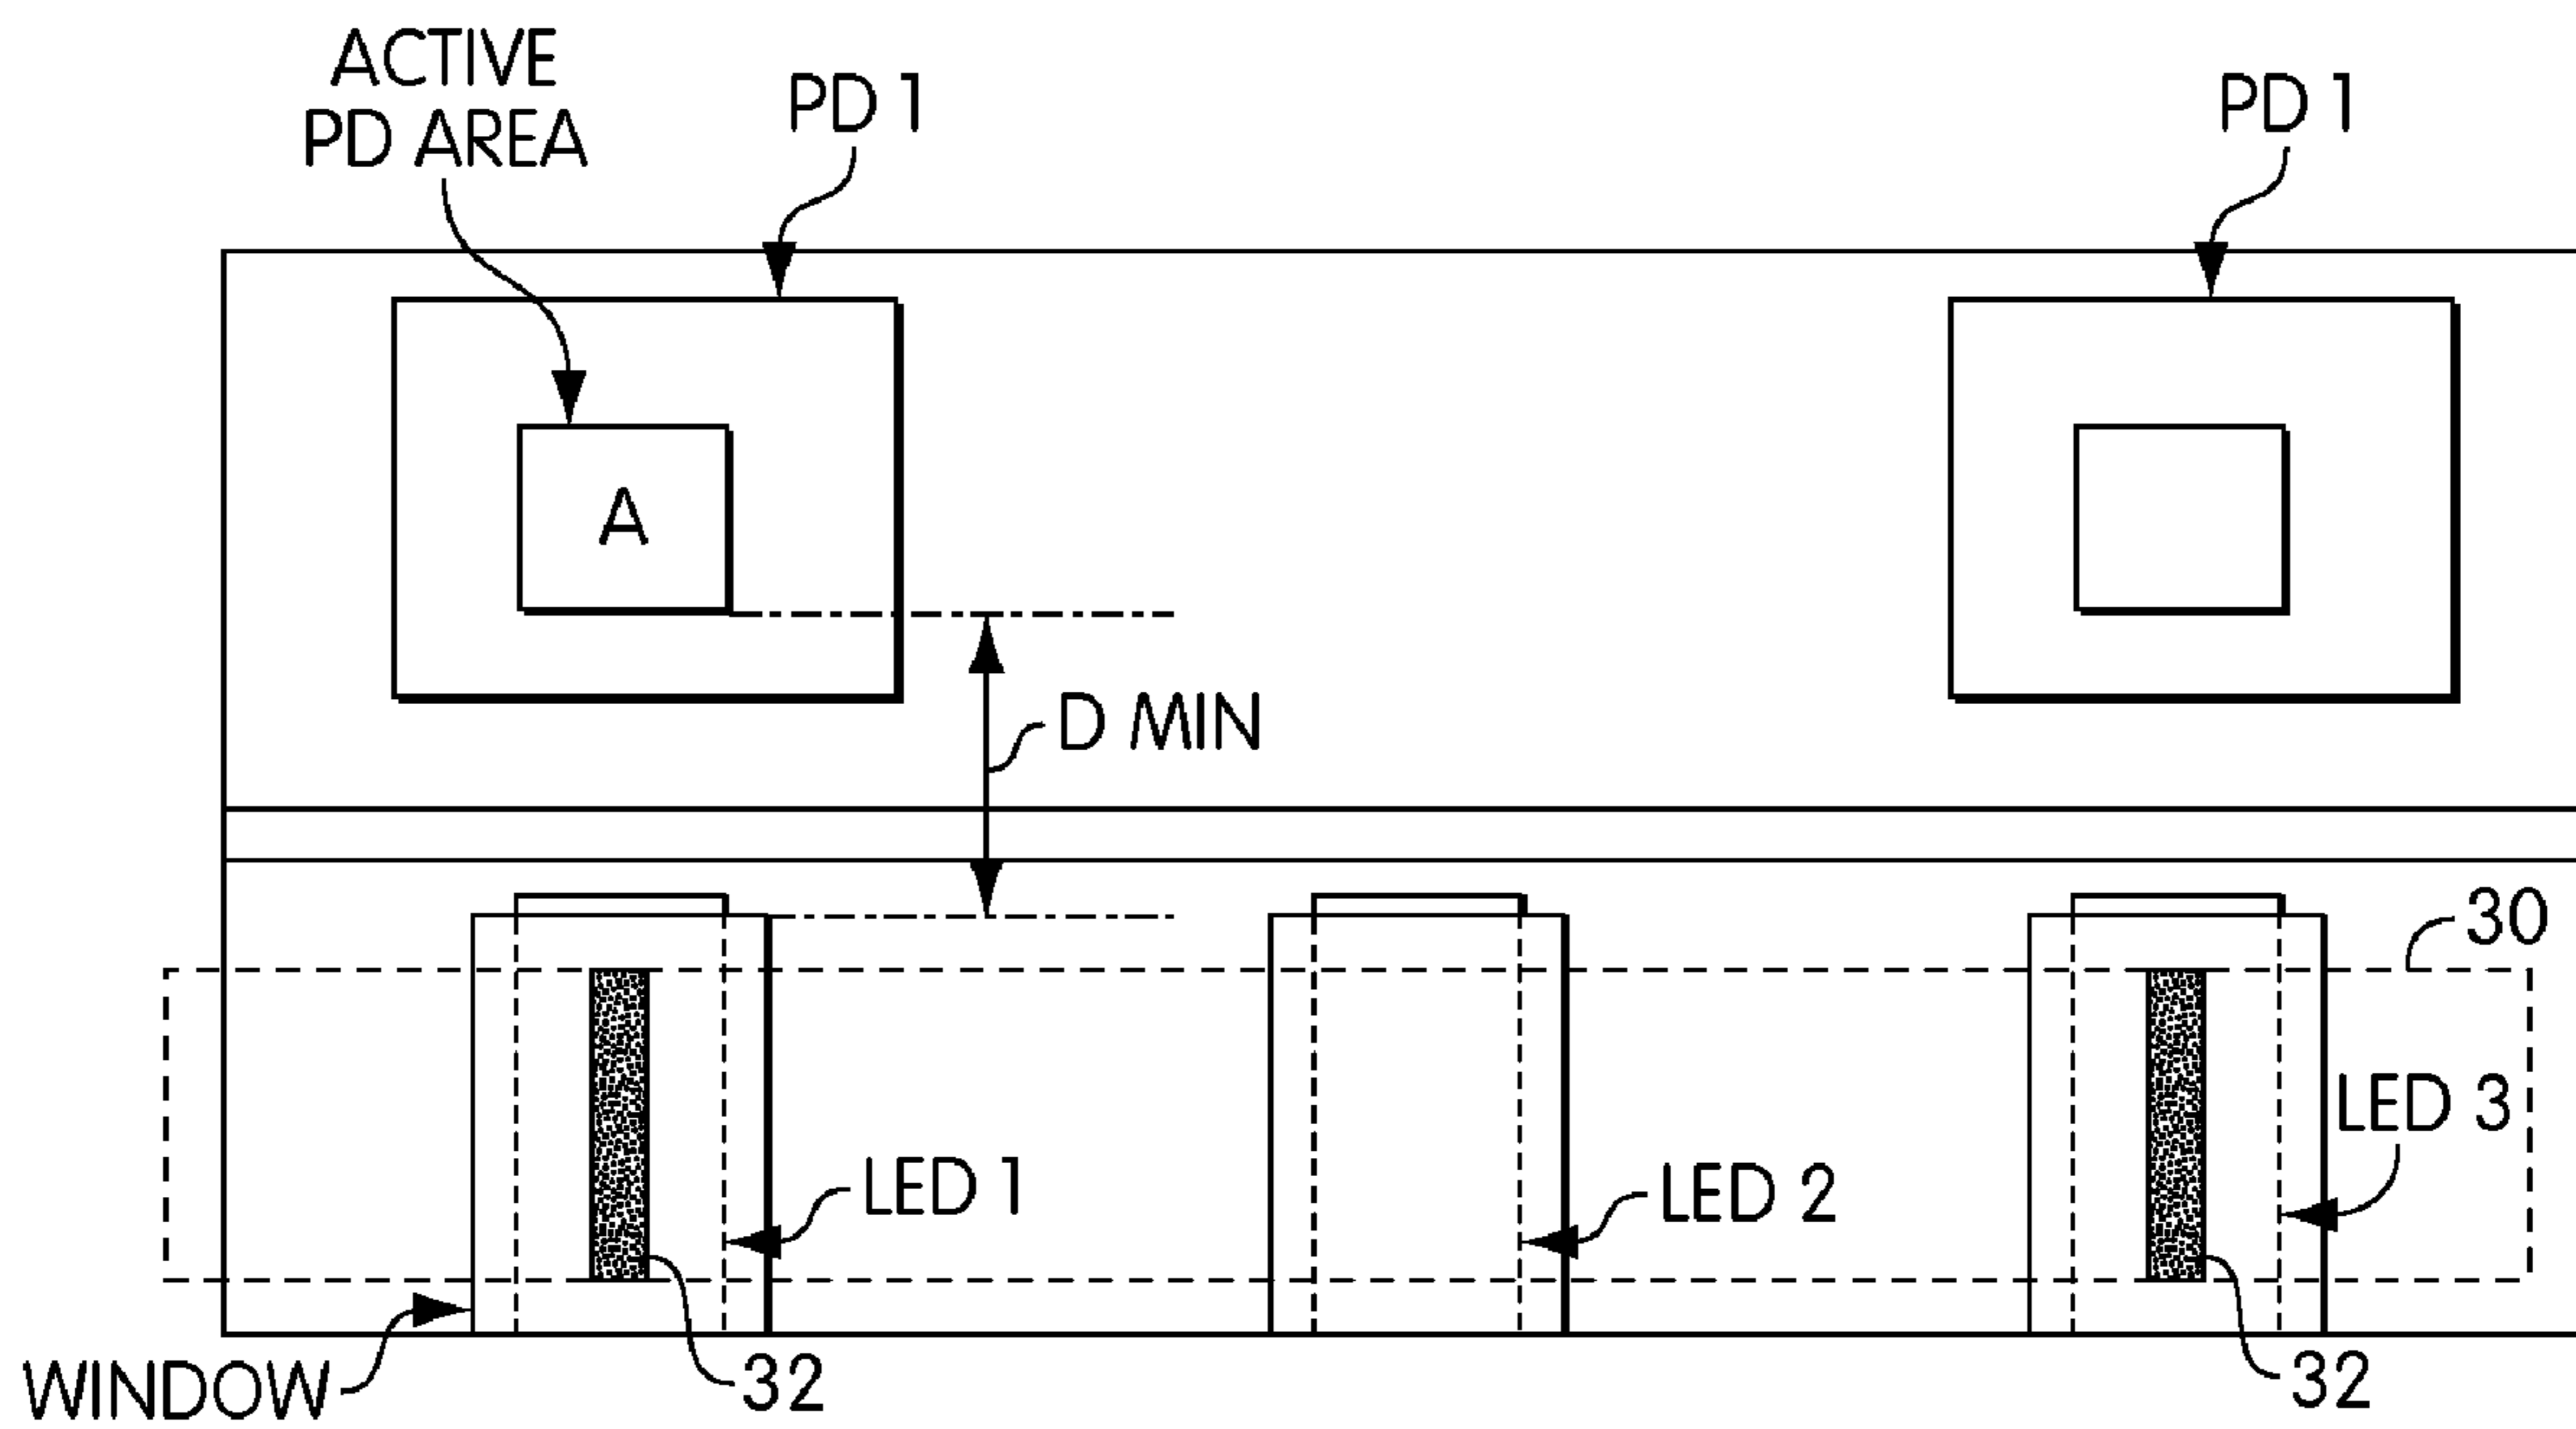 ACTIVE
PD AREA
PD 1
PD 1
A
D MIN
30
LED 3
LED 1
LED 2
WINDOW
32
32